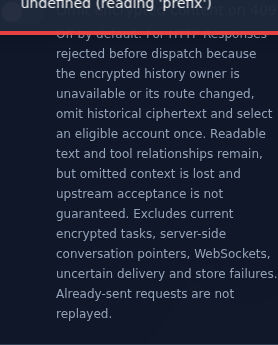 undefined (reading 'prefix')
Off by default. For HTTP Responses
rejected before dispatch because
the encrypted history owner is
unavailable or its route changed,
omit historical ciphertext and select
an eligible account once. Readable
text and tool relationships remain,
but omitted context is lost and
upstream acceptance is not
guaranteed. Excludes current
encrypted tasks, server-side
conversation pointers, WebSockets,
uncertain delivery and store failures.
Already-sent requests are not
replayed.